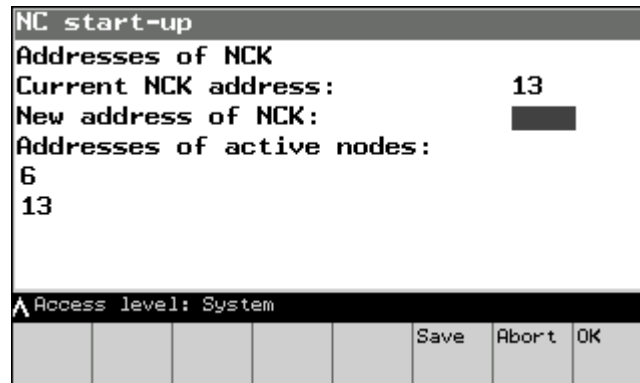 NC start-up
Addresses of NCK
Current NCK address: 13
New address of NCK:
Addresses of active nodes:
6
13
Access level: System
Save Abort OK